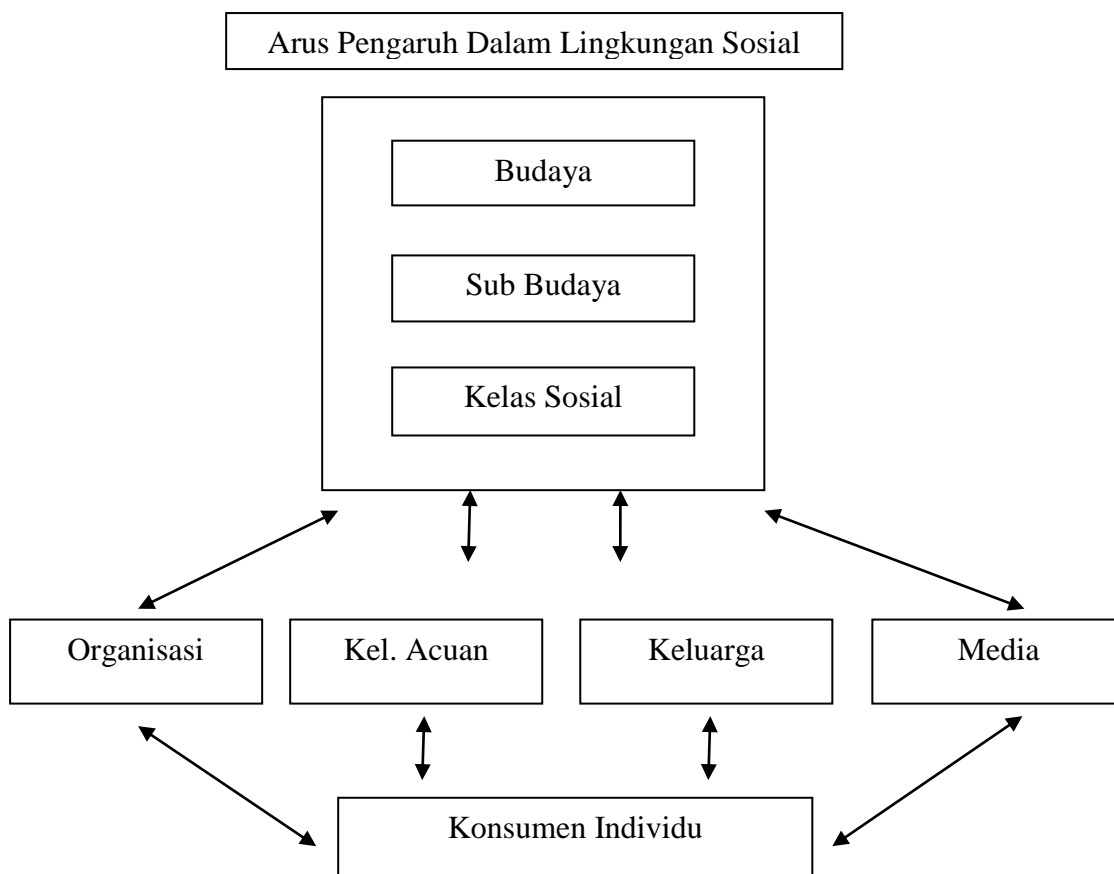 Arus Pengaruh Dalam Lingkungan Sosial
Budaya
Sub Budaya
Kelas Sosial
Organisasi
Kel. Acuan
Keluarga
Media
Konsumen Individu